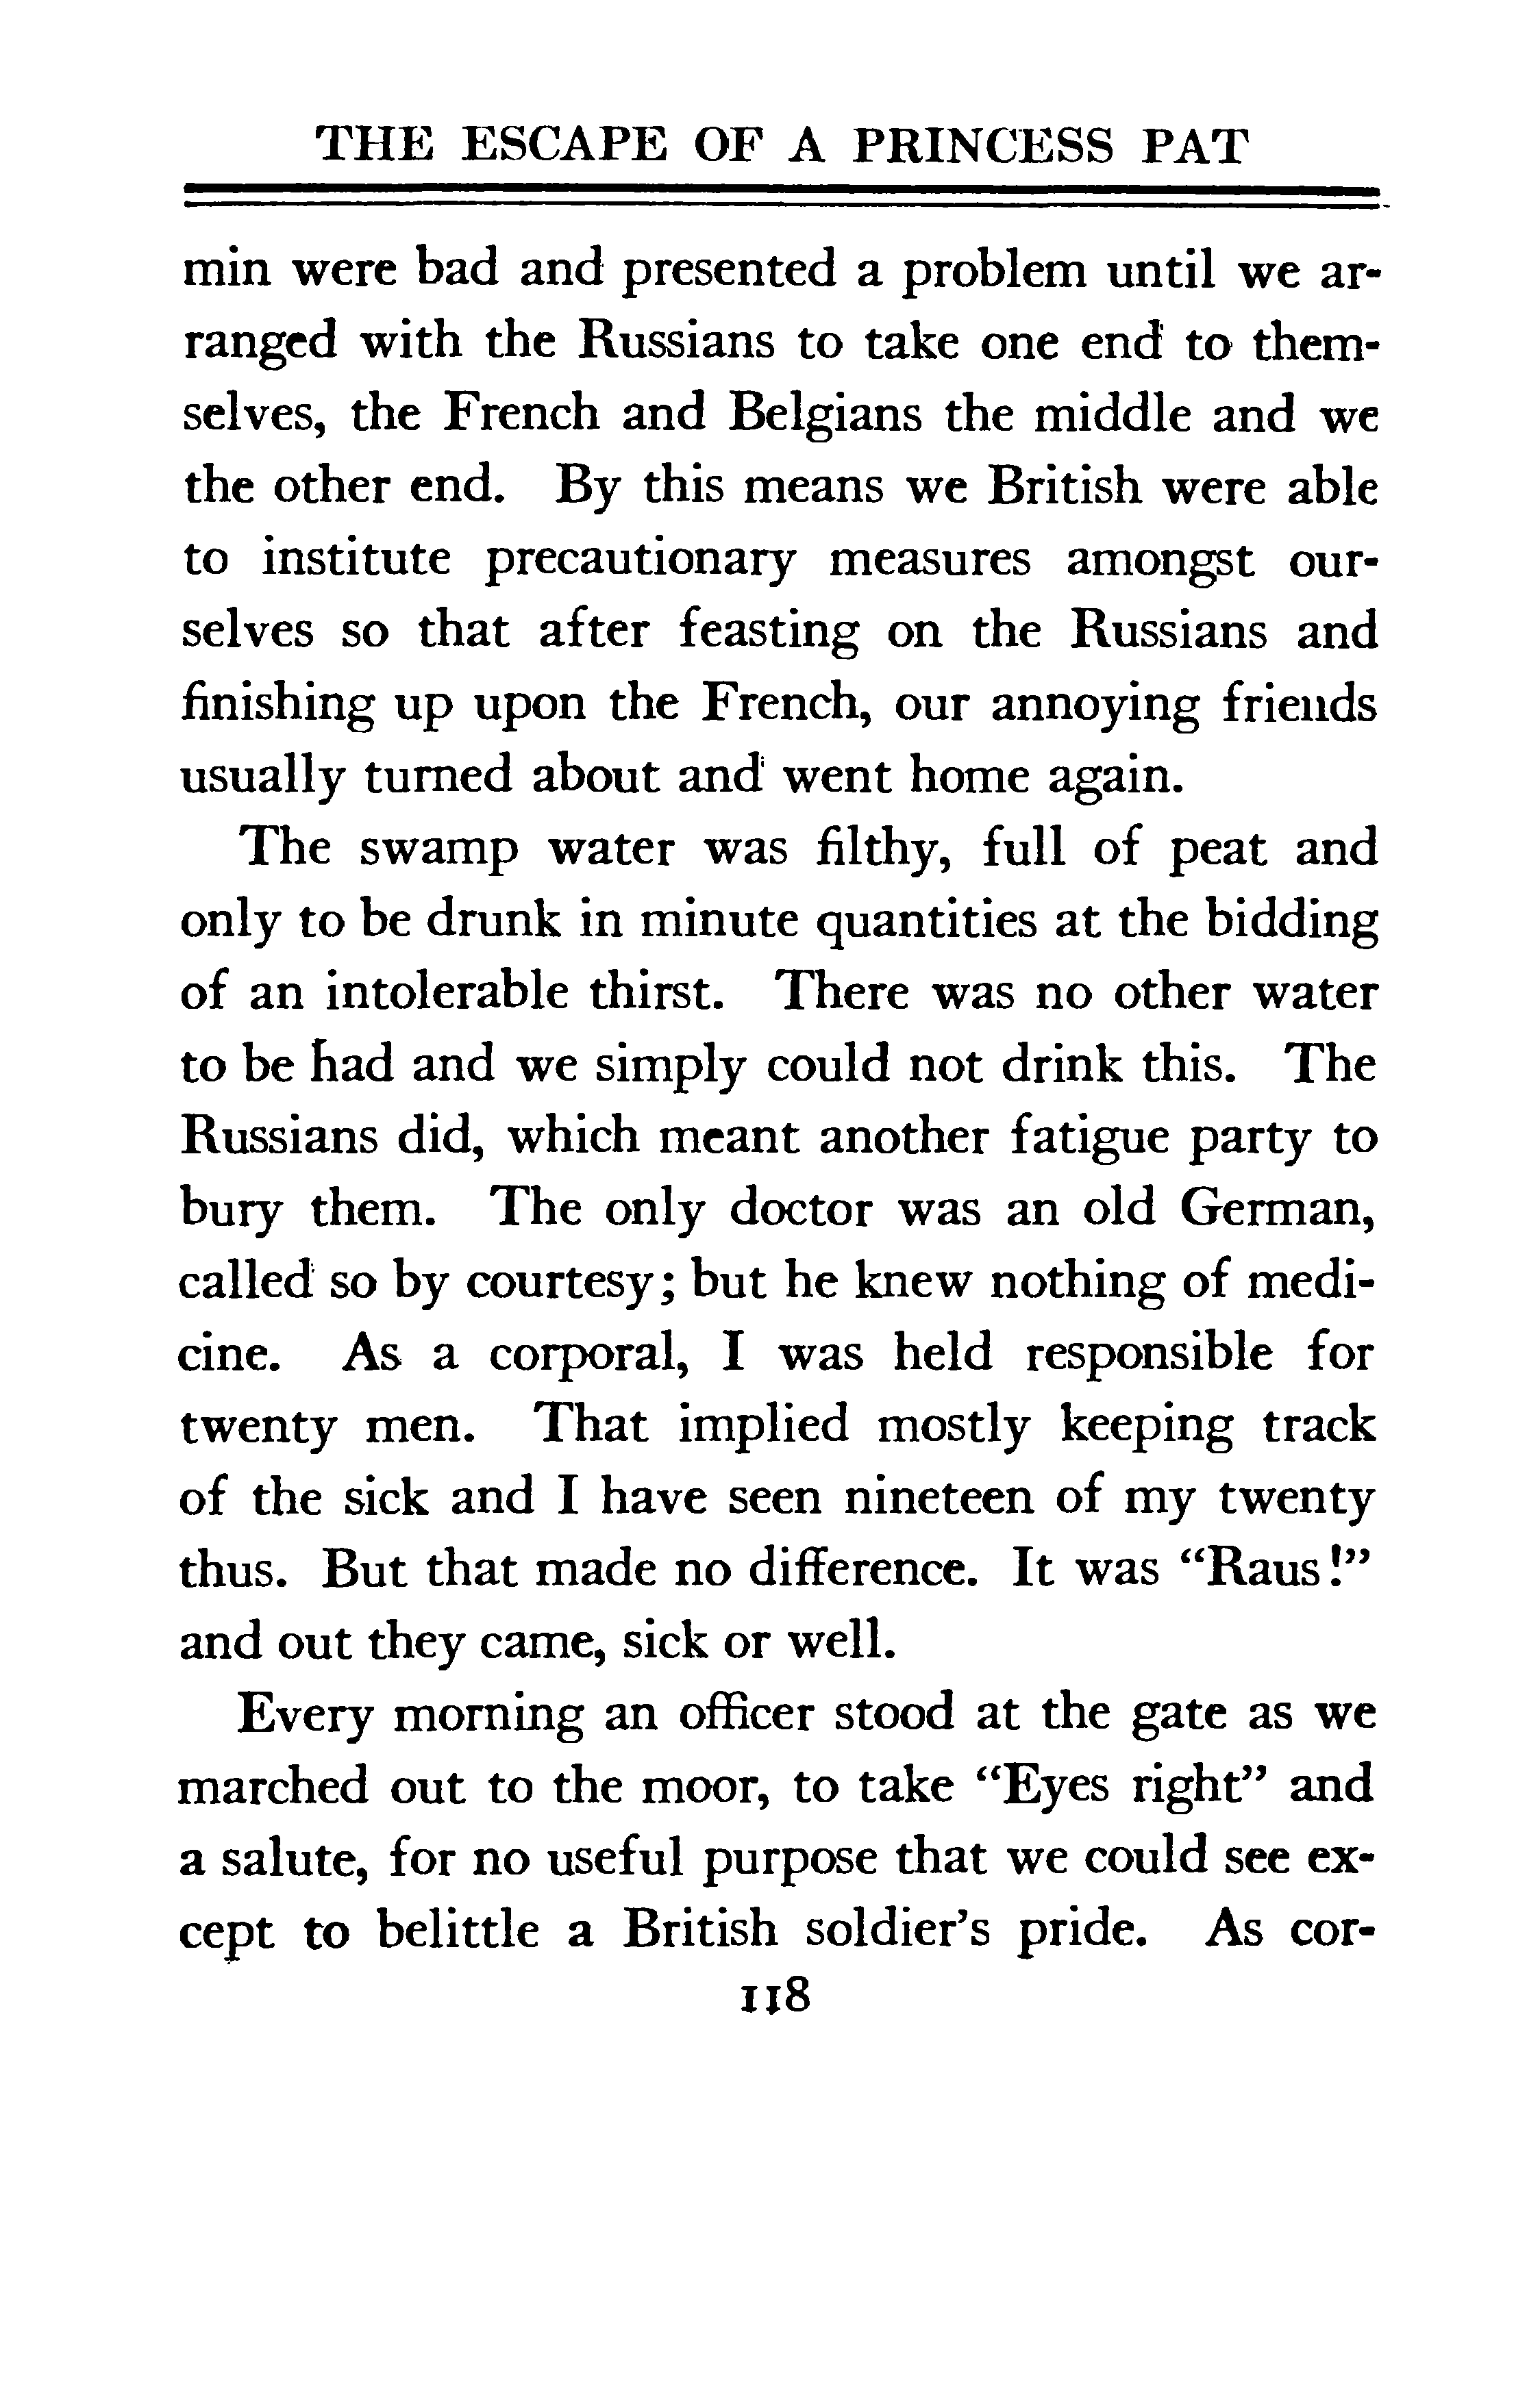 THE ESCAPE OF A PRINCESS PAT
min were bad and presented a problem until we ar-
ranged with the Russians to take one end to them-
selves, the French and Belgians the middle and we
the other end. By this means we British were able
to institute precautionary measures amongst our-
selves so that after feasting on the Russians and
finishing up upon the French, our annoying friends
usually turned about and went home again.
The swamp water was filthy, full of peat and
only to be drunk in minute quantities at the bidding
of an intolerable thirst. There was no other water
to be had and we simply could not drink this. The
Russians did, which meant another fatigue party to
bury them. The only doctor was an old German,
called so by courtesy; but he knew nothing of medi-
cine. As a corporal, I was held responsible for
twenty men. That implied mostly keeping track
of the sick and I have seen nineteen of my twenty
thus. But that made no difference. It was “Raus!”
and out they came, sick or well.
Every morning an officer stood at the gate as we
marched out to the moor, to take “Eyes right” and
a salute, for no useful purpose that we could see ex-
cept to belittle a British soldier’s pride. As cor-
118